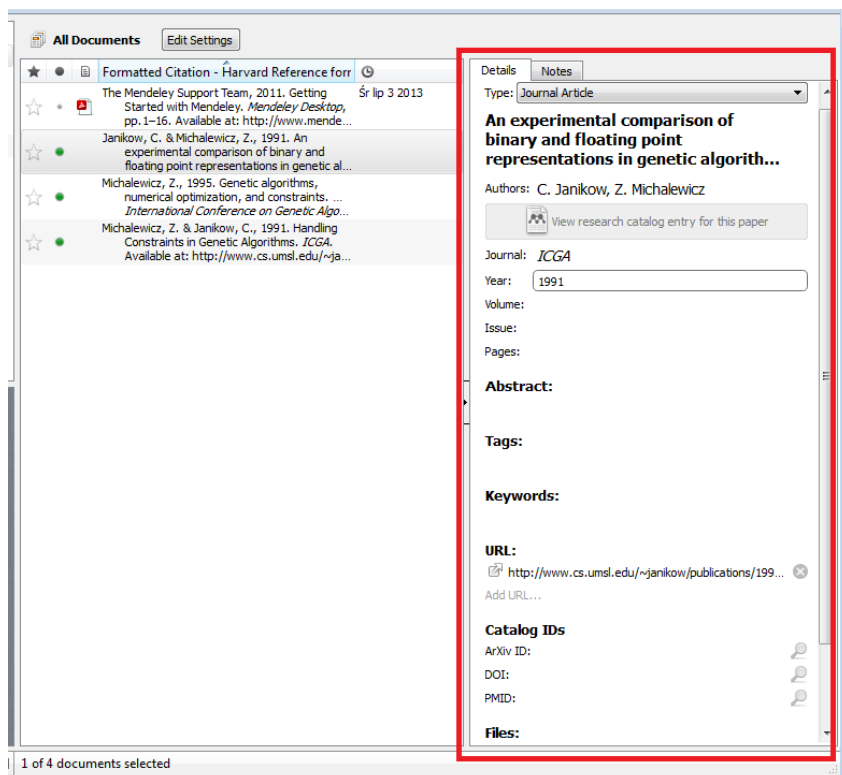 All Documents Edit Settings
Formatted Citation - Harvard Reference forr
The Mendeley Support Team, 2011. Getting Śr lip 3 2013
Started with Mendeley. Mendeley Desktop,
pp.1–16. Available at: http://www.mende...
Janikow, C. & Michalewicz, Z., 1991. An
experimental comparison of binary and
floating point representations in genetic al...
Michalewicz, Z., 1995. Genetic algorithms,
numerical optimization, and constraints. ...
International Conference on Genetic Algo...
Michalewicz, Z. & Janikow, C., 1991. Handling
Constraints in Genetic Algorithms. ICGA.
Available at: http://www.cs.umsl.edu/~ja...
Details Notes
Type: Journal Article
An experimental comparison of
binary and floating point
representations in genetic algorith...
Authors: C. Janikow, Z. Michalewicz
View research catalog entry for this paper
Journal: ICGA
Year: 1991
Volume:
Issue:
Pages:
Abstract:
Tags:
Keywords:
URL:
http://www.cs.umsl.edu/~janikow/publications/199...
Add URL...
Catalog IDs
ArXiv ID:
DOI:
PMID:
Files:
1 of 4 documents selected